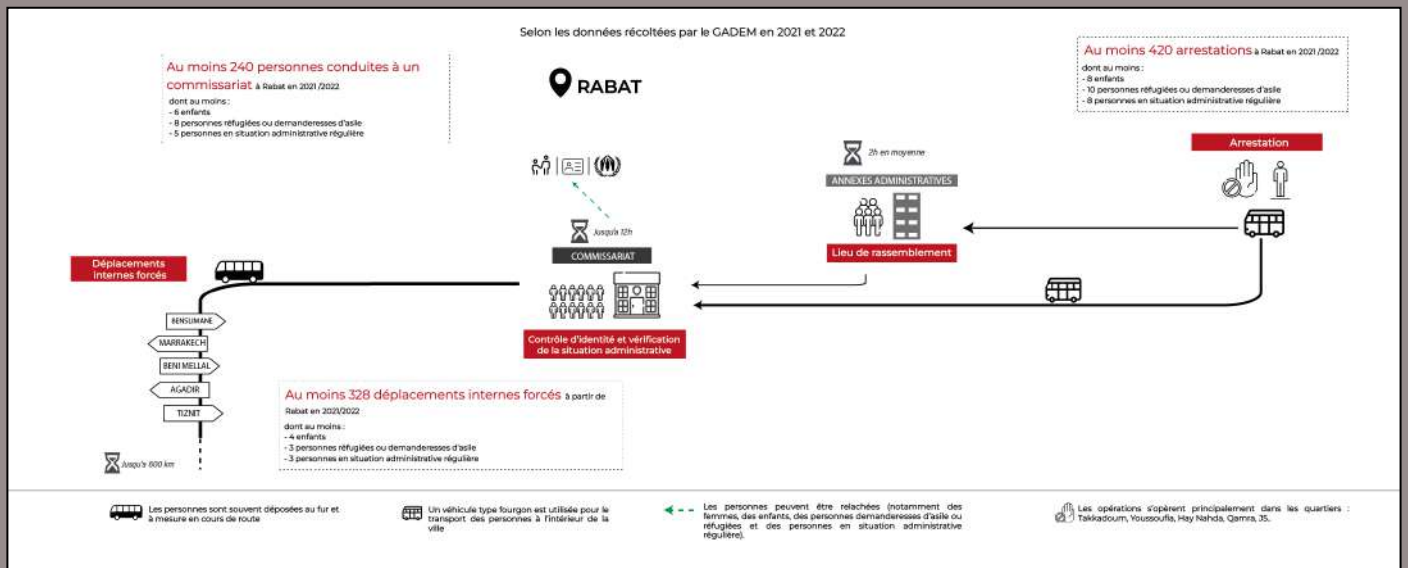 Selon les données récoltées par le GADEM en 2021 et 2022
Au moins 240 personnes conduites à un
commissariat à Rabat en 2021 /2022
dont au moins :
- 6 enfants
- 8 personnes réfugiées ou demanderesses d'asile
- 5 personnes en situation administrative régulière
RABAT
Au moins 420 arrestations à Rabat en 2021 /2022
dont au moins :
- 8 enfants
- 10 personnes réfugiées ou demanderesses d'asile
- 8 personnes en situation administrative régulière
Arrestation
2h en moyenne
ANNEXES ADMINISTRATIVES
Lieu de rassemblement
Jusqu'à 12h
COMMISSARIAT
Contrôle d'identité et vérification
de la situation administrative
Déplacements
internes forcés
BENSLIMANE
MARRAKECH
BENI MELLAL
AGADIR
TIZNIT
Jusqu'à 600 km
Au moins 328 déplacements internes forcés à partir de
Rabat en 2021/2022
dont au moins :
- 4 enfants
- 3 personnes réfugiées ou demanderesses d'asile
- 3 personnes en situation administrative régulière
Les personnes sont souvent déposées au fur et
à mesure en cours de route
Un véhicule type fourgon est utilisée pour le
transport des personnes à l'intérieur de la
ville
Les personnes peuvent être relachées (notamment des
femmes, des enfants, des personnes demanderesses d'asile ou
réfugiées et des personnes en situation administrative
régulière).
Les opérations s'opèrent principalement dans les quartiers :
Takkadoum, Youssoufia, Hay Nahda, Qamra, J5.